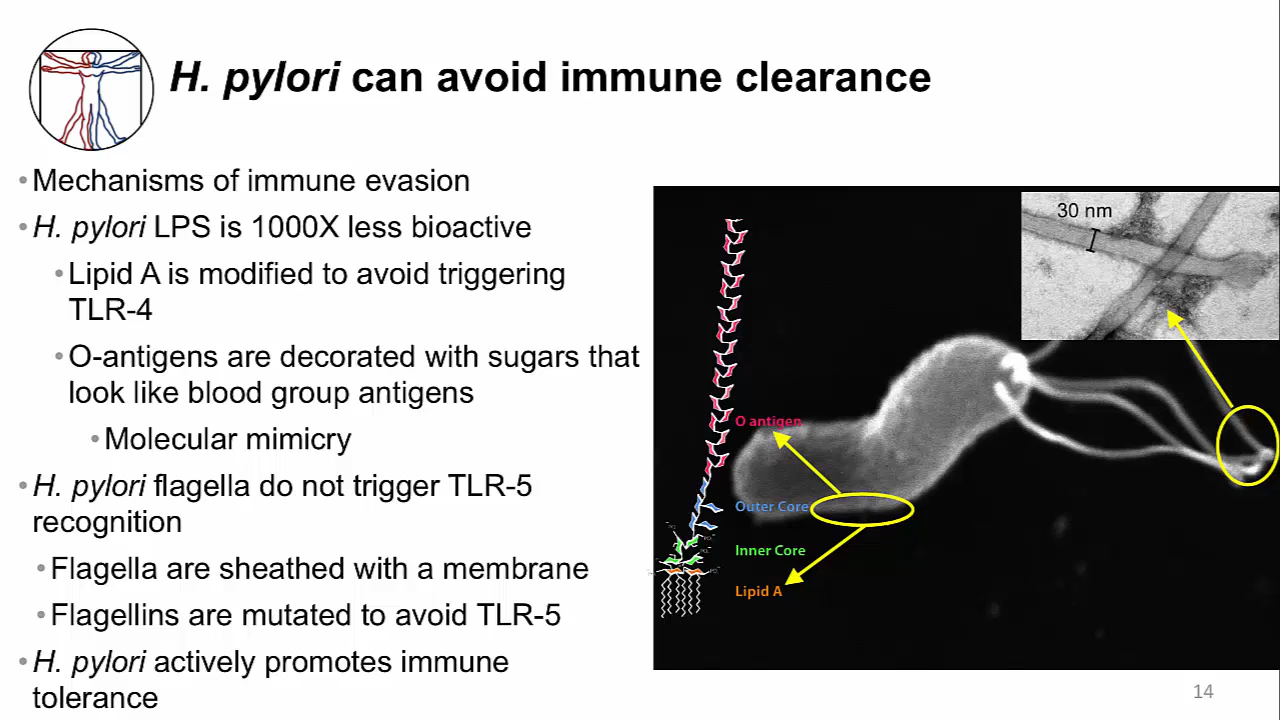 H. pylori can avoid immune clearance
•Mechanisms of immune evasion
•H. pylori LPS is 1000X less bioactive
•Lipid A is modified to avoid triggering
TLR-4
•O-antigens are decorated with sugars that
look like blood group antigens
•Molecular mimicry
•H. pylori flagella do not trigger TLR-5
recognition
•Flagella are sheathed with a membrane
•Flagellins are mutated to avoid TLR-5
•H. pylori actively promotes immune
tolerance
30 nm
O antigen
Outer Core
Inner Core
Lipid A
14